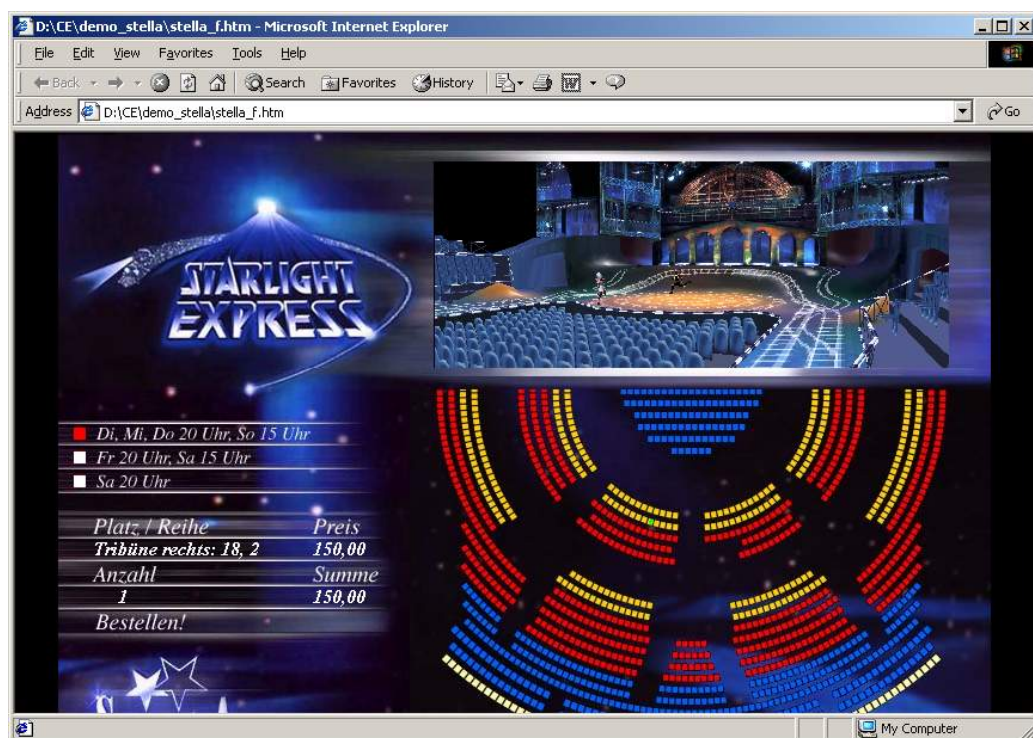 D:\CE\demo_stella\stella_f.htm - Microsoft Internet Explorer
File Edit View Favorites Tools Help
Back Search Favorites History
Address D:\CE\demo_stella\stella_f.htm Go
STARLIGHT
EXPRESS
Di, Mi, Do 20 Uhr, So 15 Uhr
Fr 20 Uhr, Sa 15 Uhr
Sa 20 Uhr
Platz / Reihe Preis
Tribüne rechts: 18, 2 150,00
Anzahl Summe
1 150,00
Bestellen!
My Computer